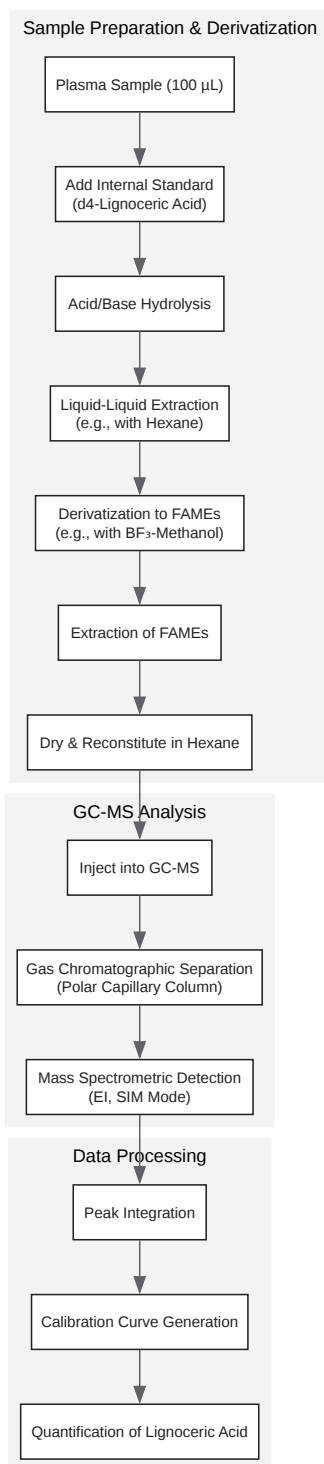 Sample Preparation & Derivatization
Plasma Sample (100 µL)
Add Internal Standard
(d4-Lignoceric Acid)
Acid/Base Hydrolysis
Liquid-Liquid Extraction
(e.g., with Hexane)
Derivatization to FAMEs
(e.g., with BF₃-Methanol)
Extraction of FAMEs
Dry & Reconstitute in Hexane
GC-MS Analysis
Inject into GC-MS
Gas Chromatographic Separation
(Polar Capillary Column)
Mass Spectrometric Detection
(EI, SIM Mode)
Data Processing
Peak Integration
Calibration Curve Generation
Quantification of Lignoceric Acid